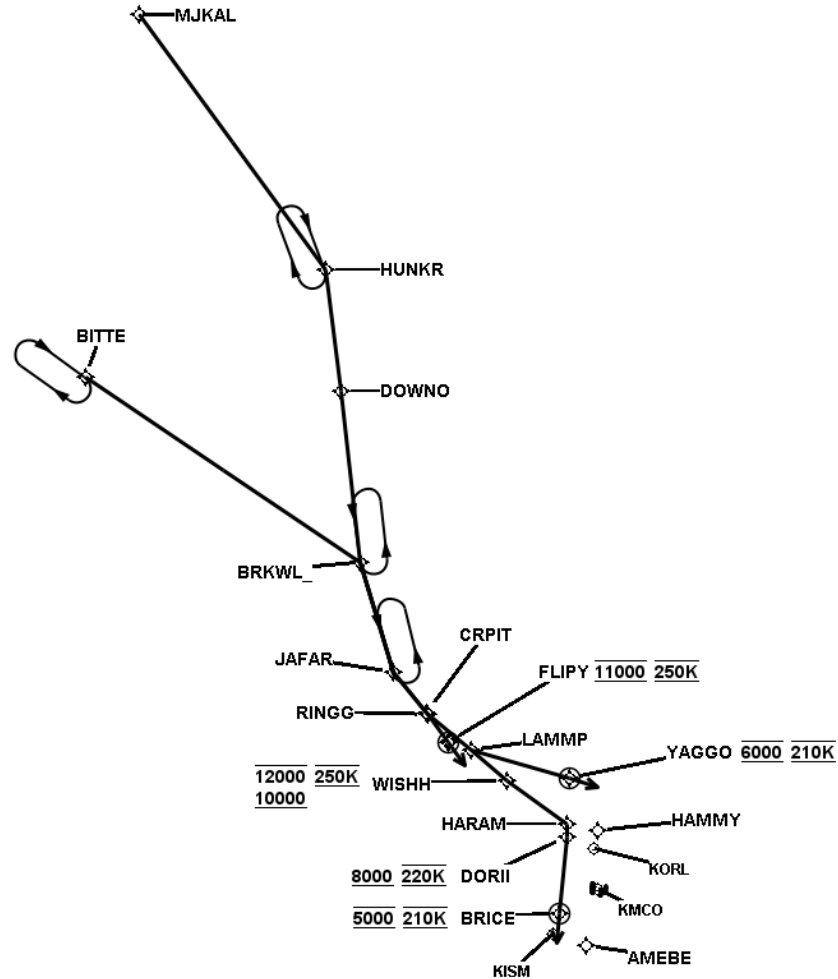 MJKAL
HUNKR
BITTE
DOWNO
BRKWL_
CRPIT
JAFAR
FLIPY 11000 250K
RINGG
LAMMP
YAGGO 6000 210K
12000 250K WISHH
10000
HARAM
HAMMY
KORL
8000 220K DORII
KMCO
5000 210K BRICE
AMEBE
KISM